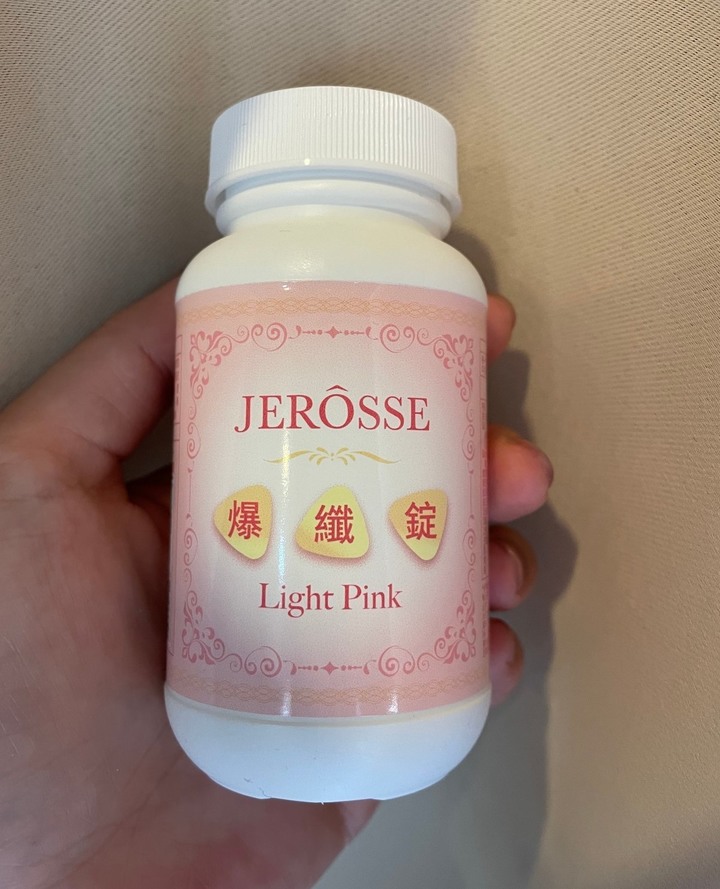 JERÔSSE
爆纖錠
Light Pink